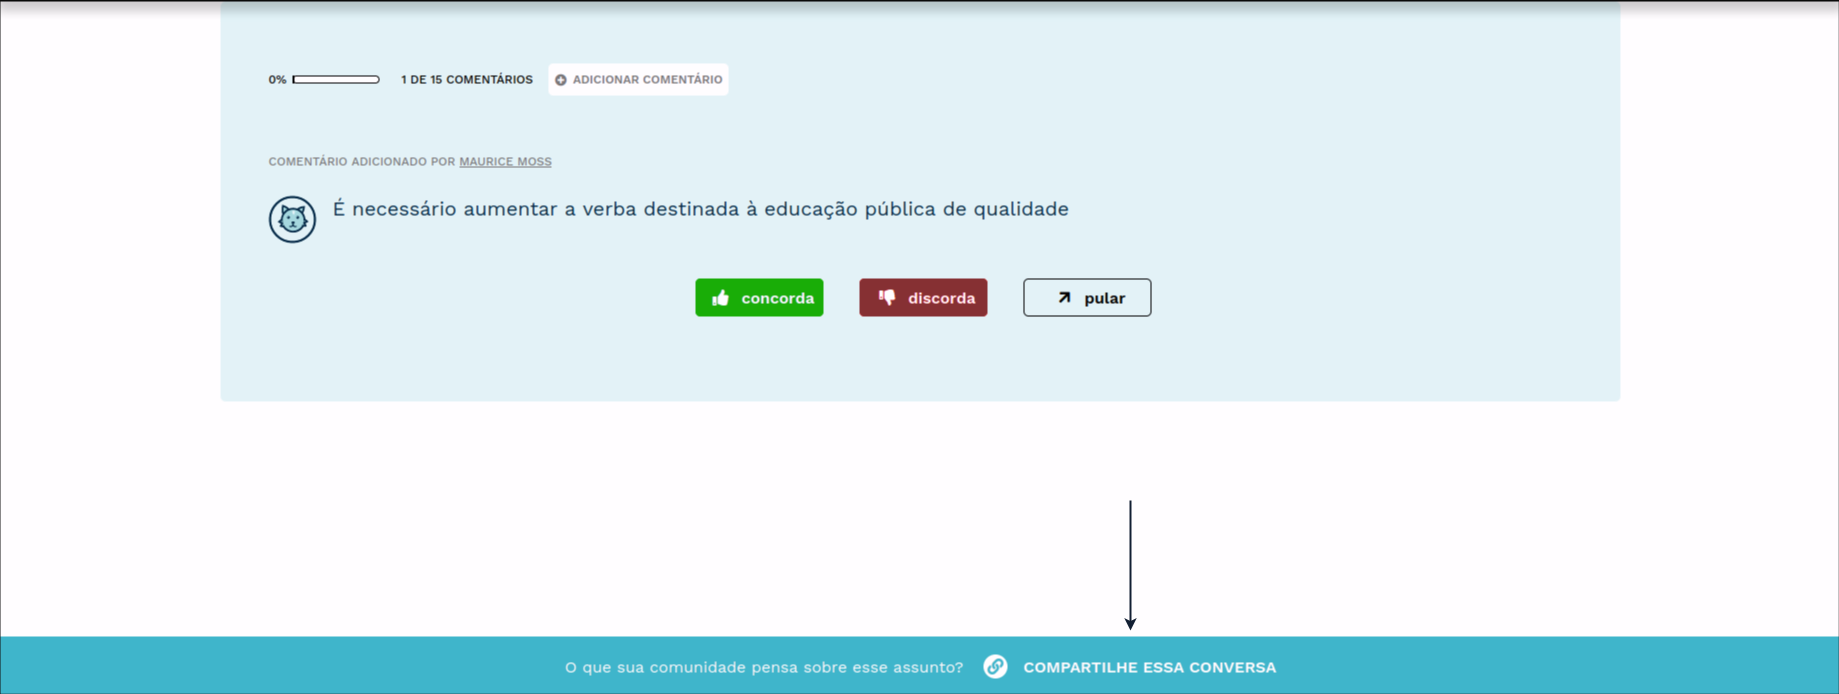 0% 1 DE 15 COMENTÁRIOS ADICIONAR COMENTÁRIO
COMENTÁRIO ADICIONADO POR MAURICE MOSS
É necessário aumentar a verba destinada à educação pública de qualidade
concorda discorda pular
O que sua comunidade pensa sobre esse assunto? COMPARTILHE ESSA CONVERSA